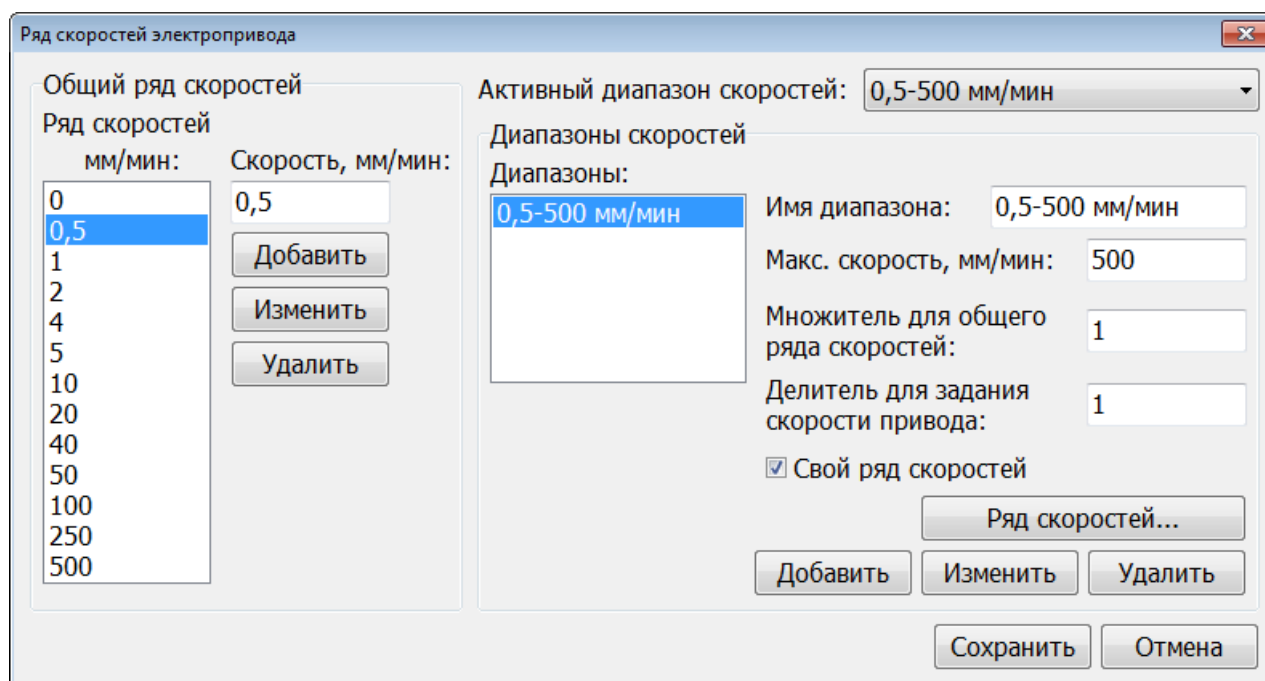 Ряд скоростей электропривода
Общий ряд скоростей
Ряд скоростей
мм/мин:
Скорость, мм/мин:
0
0,5
1
2
4
5
10
20
40
50
100
250
500
0,5
Добавить
Изменить
Удалить
Активный диапазон скоростей:
0,5-500 мм/мин
Диапазоны скоростей
Диапазоны:
0,5-500 мм/мин
Имя диапазона:
0,5-500 мм/мин
Макс. скорость, мм/мин:
500
Множитель для общего
ряда скоростей:
1
Делитель для задания
скорости привода:
1
Свой ряд скоростей
Ряд скоростей...
Добавить
Изменить
Удалить
Сохранить
Отмена